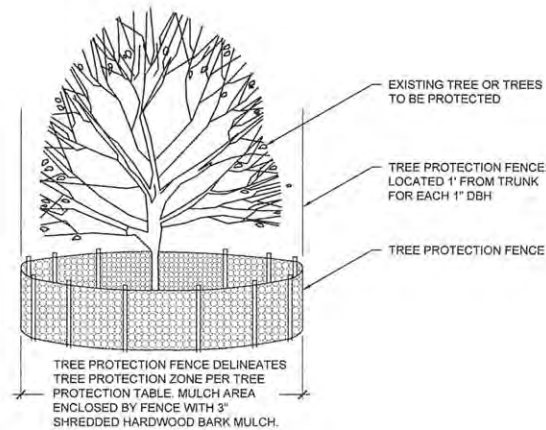 EXISTING TREE OR TREES
TO BE PROTECTED
TREE PROTECTION FENCE
LOCATED 1' FROM TRUNK
FOR EACH 1" DBH
TREE PROTECTION FENCE
TREE PROTECTION FENCE DELINEATES
TREE PROTECTION ZONE PER TREE
PROTECTION TABLE. MULCH AREA
ENCLOSED BY FENCE WITH 3"
SHREDDED HARDWOOD BARK MULCH.